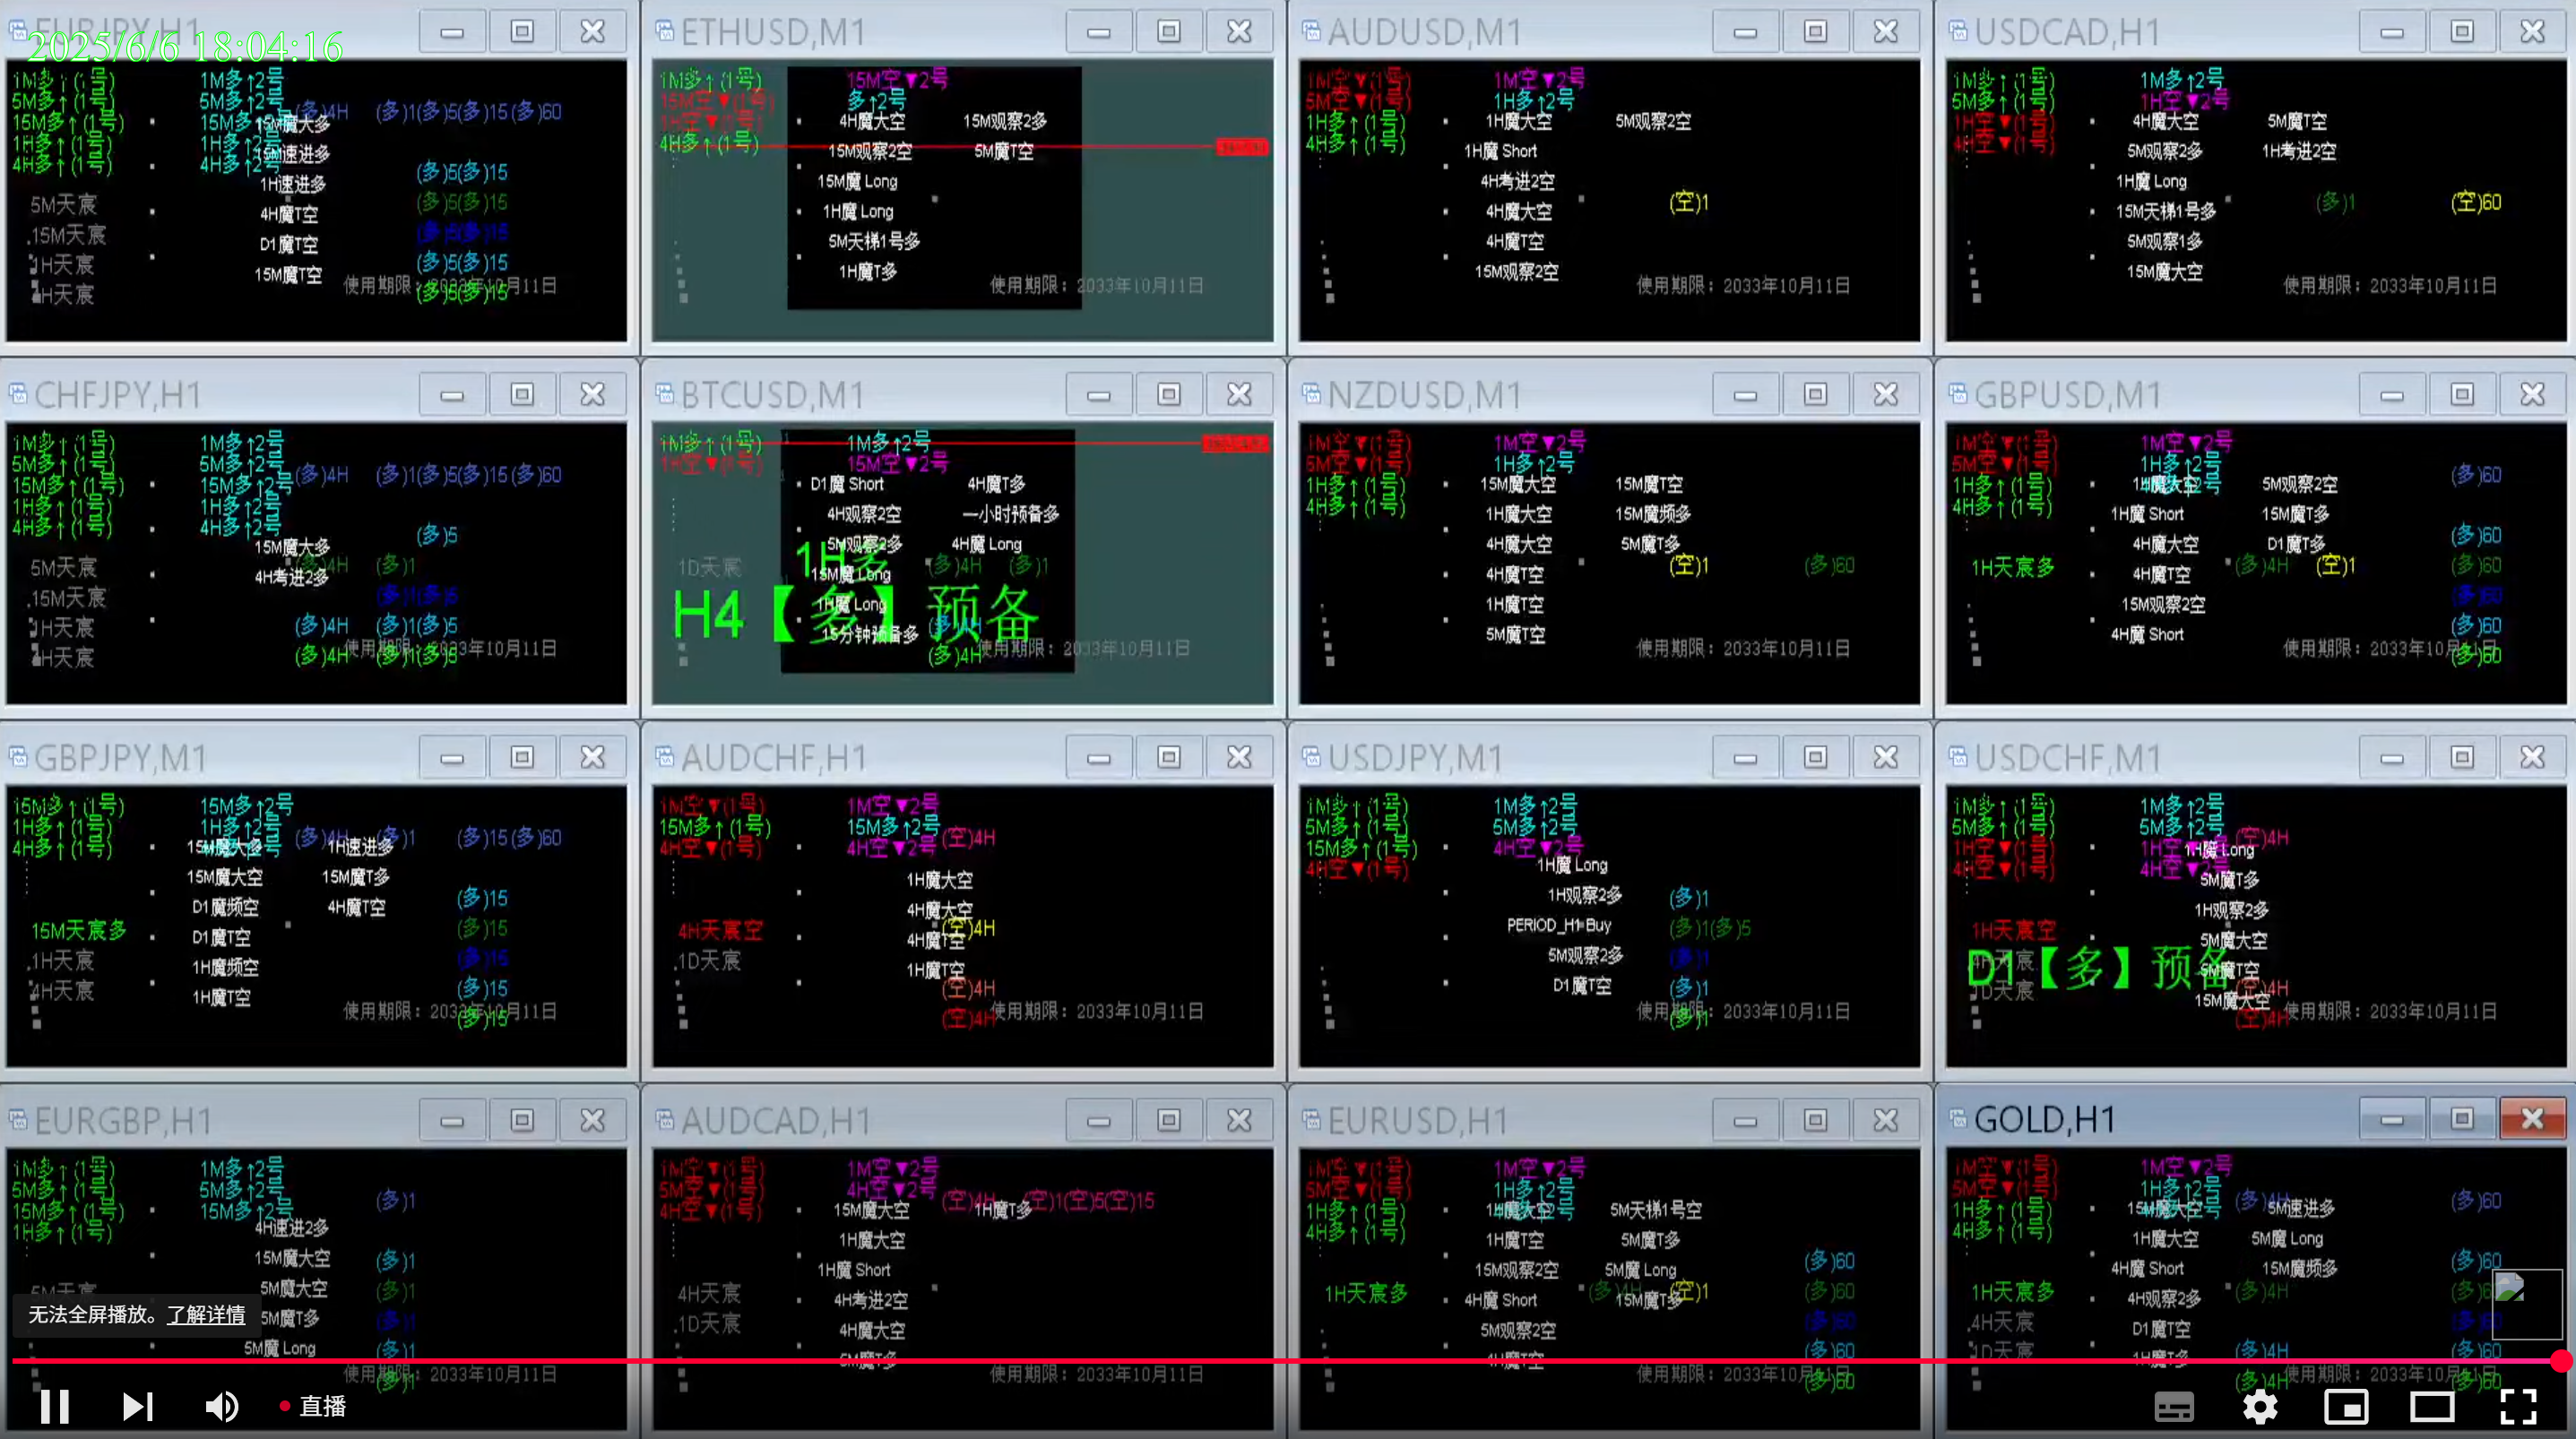 EURJPY,H1
2025/6/6 18:04:16
1M多↑(1号) 1M多↑2号
5M多↑(1号) 5M多↑2号 (多)4H (多)1(多)5(多)15(多)60
15M多↑(1号) 15M多↑2号
15M魔大多
1H多↑(1号) 1H多↑2号
4H多↑(1号) 4H多↑2号
15M速进多
(多)5(多)15
1H速进多
5M天宸 4H魔T空 (多)5(多)15
.15M天宸 D1魔T空 (多)5(多)15
1H天宸 15M魔T空 (多)5(多)15
4H天宸 使用期限：2033年10月11日
(多)5(多)15
ETHUSD,M1
1M多↑(1号) 15M空▼2号
15M空▼(1号) 多↑2号
1H空▼(1号) 4H魔大空 15M观察2多
4H多↑(1号) 15M观察2空 5M魔T空
15M魔 Long
1H魔 Long
5M天梯1号多
1H魔T多
使用期限：2033年10月11日
AUDUSD,M1
1M空▼(1号) 1M空▼2号
5M空▼(1号) 1H多↑2号
1H多↑(1号) 1H魔大空 5M观察2空
4H多↑(1号) 1H魔 Short
4H考进2空
4H魔大空 (空)1
4H魔T空
15M观察2空
使用期限：2033年10月11日
USDCAD,H1
1M多↑(1号) 1M多↑2号
5M多↑(1号) 1H空▼2号
1H空▼(1号) 4H魔大空 5M魔T空
4H空▼(1号) 5M观察2多 1H考进2空
1H魔 Long
15M天梯1号多 (多)1 (空)60
5M观察1多
15M魔大空
使用期限：2033年10月11日
CHFJPY,H1
1M多↑(1号) 1M多↑2号
5M多↑(1号) 5M多↑2号 (多)4H (多)1(多)5(多)15(多)60
15M多↑(1号) 15M多↑2号
1H多↑(1号) 1H多↑2号
4H多↑(1号) 4H多↑2号
(多)5
15M魔大多
5M天宸 (多)4H (多)1
4H考进2多
.15M天宸 (多)1(多)5
1H天宸 (多)4H (多)1(多)5
4H天宸 (多)4H (多)1(多)5
使用期限：2033年10月11日
BTCUSD,M1
1M多↑(1号) 1M多↑2号
1H空▼(1号) 15M空▼2号
D1魔 Short 4H魔T多
4H观察2空 一小时预备多
5M观察2多 4H魔 Long
1D天宸 1H多 (多)4H (多)1
15M魔 Long
H4【多】预备
1H魔 Long
15分钟预备多
(多)4H
使用期限：2033年10月11日
NZDUSD,M1
1M空▼(1号) 1M空▼2号
5M空▼(1号) 1H多↑2号
1H多↑(1号) 15M魔大空 15M魔T空
4H多↑(1号) 1H魔大空 15M魔频多
4H魔大空 5M魔T多
4H魔T空 (空)1 (多)60
1H魔T空
5M魔T空
使用期限：2033年10月11日
GBPUSD,M1
1M空▼(1号) 1M空▼2号
5M空▼(1号) 1H多↑2号 (多)60
1H多↑(1号) 1H魔大空 5M观察2空
4H多↑(1号) 1H魔 Short 15M魔T多
(多)60
4H魔大空 D1魔T多
1H天宸多 4H魔T空 (多)4H (空)1 (多)60
15M观察2空 (多)60
4H魔 Short (多)60
使用期限：2033年10月11日
(多)60
GBPJPY,M1
15M多↑(1号) 15M多↑2号
1H多↑(1号) 1H多↑2号 (多)4H (多)1 (多)15(多)60
4H多↑(1号) 15M魔大多 1H速进多
15M魔大空 15M魔T多
D1魔频空 4H魔T空 (多)15
15M天宸多 D1魔T空 (多)15
.1H天宸 1H魔频空 (多)15
4H天宸 1H魔T空 (多)15
使用期限：2033年10月11日
(多)15
AUDCHF,H1
1M空▼(1号) 1M空▼2号
15M多↑(1号) 15M多↑2号
4H空▼(1号) 4H空▼2号 (空)4H
1H魔大空
4H魔大空
4H天宸空 (空)4H
4H魔T空
.1D天宸 1H魔T空
(空)4H
使用期限：2033年10月11日
(空)4H
USDJPY,M1
1M多↑(1号) 1M多↑2号
5M多↑(1号) 5M多↑2号
15M多↑(1号) 4H空▼2号
4H空▼(1号) 1H魔 Long
1H观察2多 (多)1
PERIOD_H1 Buy (多)1(多)5
5M观察2多 (多)1
D1魔T空 (多)1
使用期限：2033年10月11日
(多)1
USDCHF,M1
1M多↑(1号) 1M多↑2号
5M多↑(1号) 5M多↑2号 (空)4H
1H空▼(1号) 1H空▼2号 1H魔 Long
4H空▼(1号) 4H空▼2号
5M魔T多
1H观察2多
1H天宸空 5M魔大空
4H天宸
D1【多】预备
5M魔T空
1D天宸 (空)4H
15M魔大空
使用期限：2033年10月11日
(空)4H
EURGBP,H1
1M多↑(1号) 1M多↑2号
5M多↑(1号) 5M多↑2号 (多)1
15M多↑(1号) 15M多↑2号
1H多↑(1号) 4H速进2多
15M魔大空 (多)1
5M天宸 5M魔大空 (多)1
无法全屏播放。了解详情
5M魔T多 (多)1
5M魔 Long (多)1
使用期限：2033年10月11日
(多)1
直播
AUDCAD,H1
1M空▼(1号) 1M空▼2号
5M空▼(1号) 4H空▼2号 (空)4H (空)1(空)5(空)15
4H空▼(1号) 15M魔大空 1H魔T多
1H魔大空
1H魔 Short
4H天宸 4H考进2空
.1D天宸 4H魔大空
5M魔T多
使用期限：2033年10月11日
EURUSD,H1
1M空▼(1号) 1M空▼2号
5M空▼(1号) 1H多↑2号
1H多↑(1号) 1H魔大空 5M天梯1号空
4H多↑(1号) 1H魔T空 5M魔T多
15M观察2空 5M魔 Long (多)60
1H天宸多 4H魔 Short 15M魔T多 (空)1 (多)60
5M观察2空 (多)60
4H魔T空 (多)60
使用期限：2033年10月11日
(多)60
GOLD,H1
1M空▼(1号) 1M空▼2号
5M空▼(1号) 1H多↑2号 (多)4H (多)60
1H多↑(1号) 15M魔大空 5M速进多
4H多↑(1号) 1H魔大空 5M魔 Long
4H魔 Short 15M魔频多 (多)60
1H天宸多 4H观察2多 (多)4H
.4H天宸 D1魔T空
1D天宸 1H魔T多 (多)4H (多)60
使用期限：2033年10月11日
(多)4H (多)60